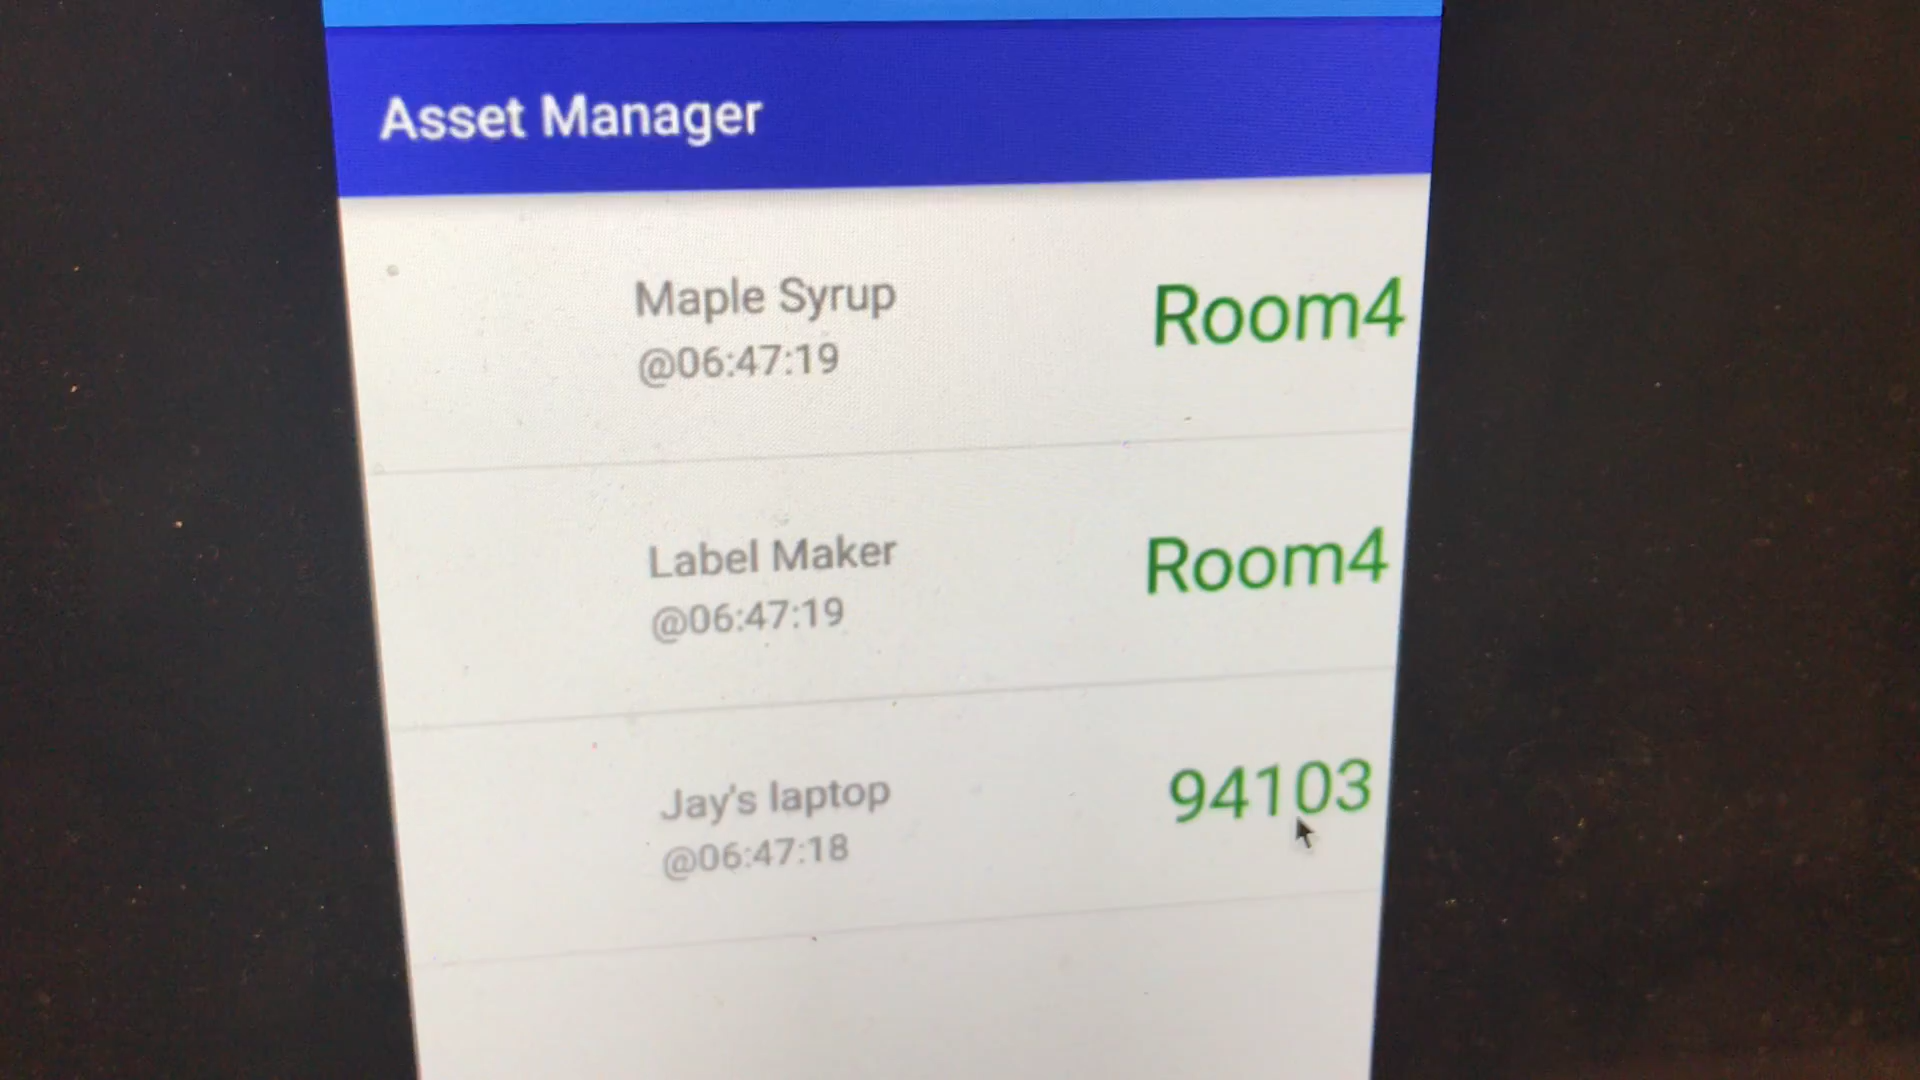 Asset Manager
Maple Syrup
@06:47:19
Room4
Label Maker
@06:47:19
Room4
Jay's laptop
@06:47:18
94103